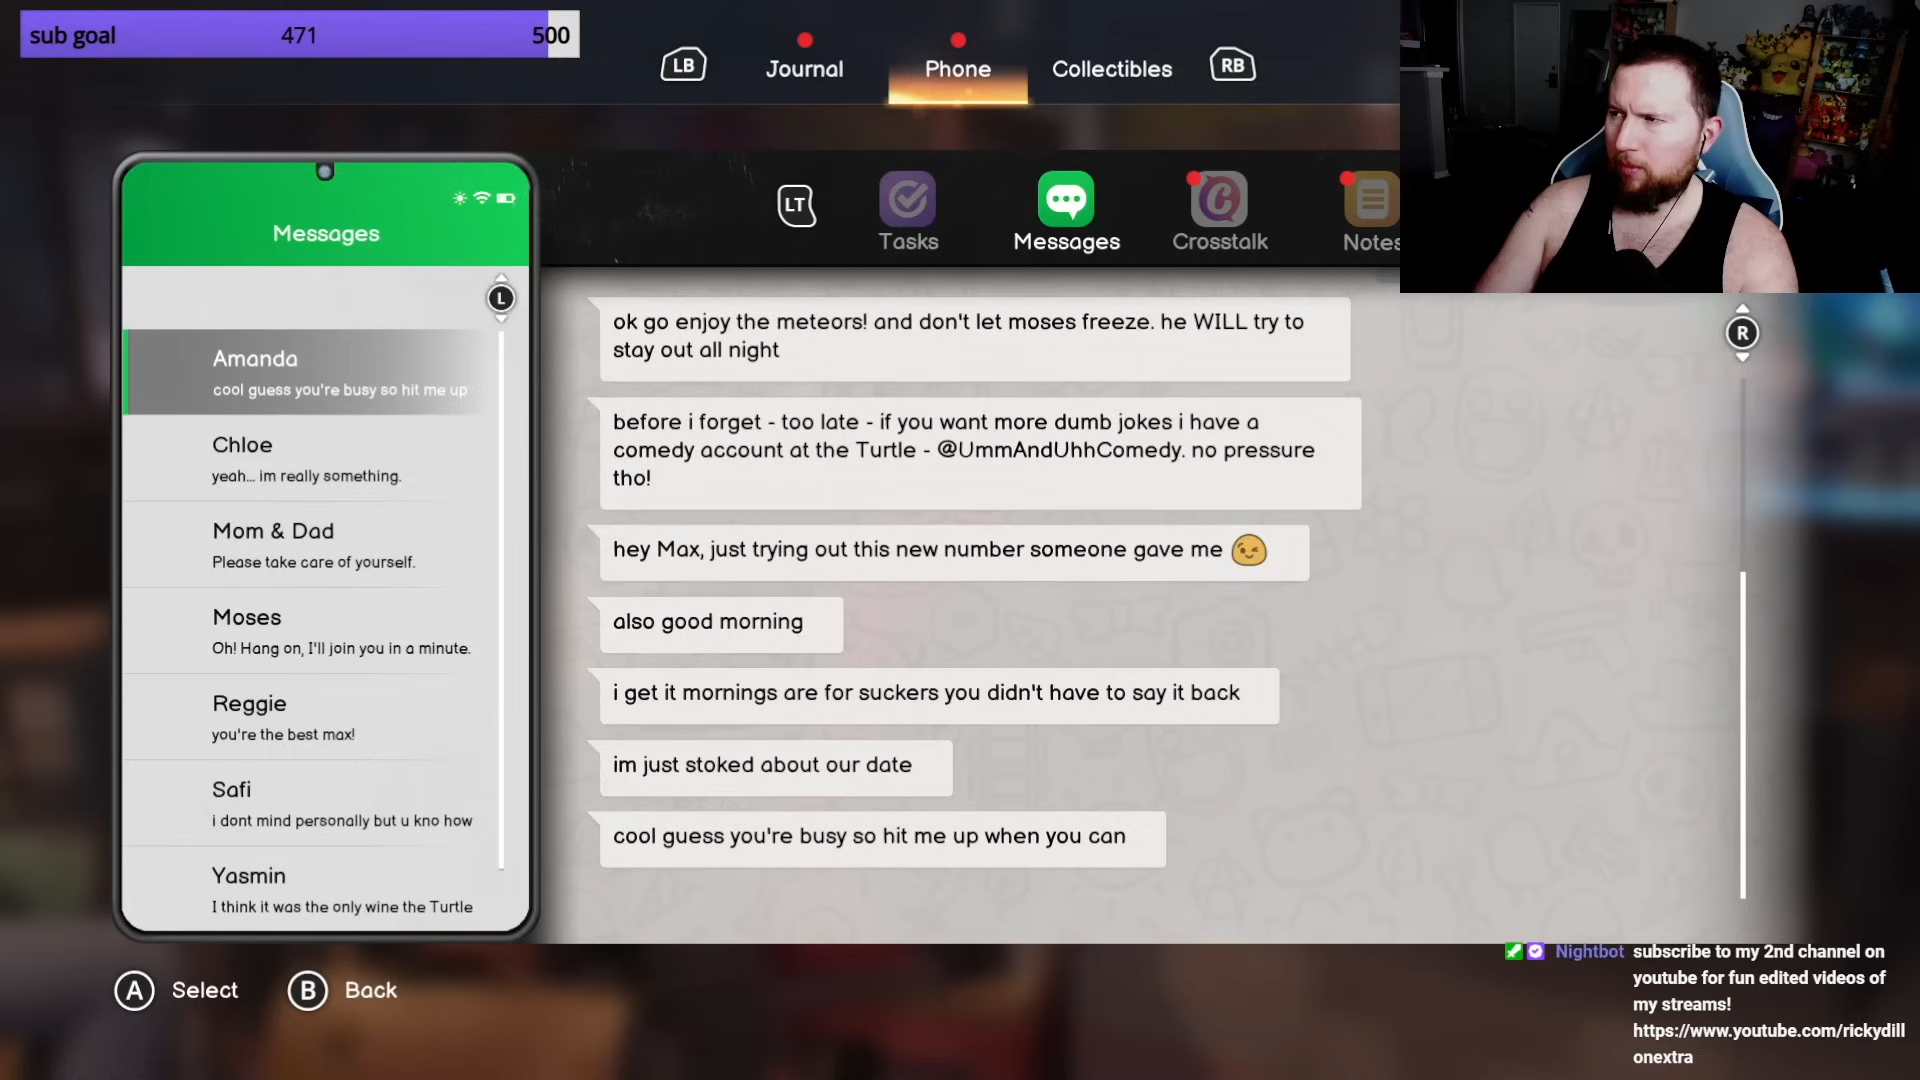 sub goal 471 500
LB Journal Phone Collectibles RB
LT Tasks Messages Crosstalk Notes
Messages
L
Amanda
cool guess you're busy so hit me up
Chloe
yeah... im really something.
Mom & Dad
Please take care of yourself.
Moses
Oh! Hang on, I'll join you in a minute.
Reggie
you're the best max!
Safi
i dont mind personally but u kno how
Yasmin
I think it was the only wine the Turtle
ok go enjoy the meteors! and don't let moses freeze. he WILL try to
stay out all night
before i forget - too late - if you want more dumb jokes i have a
comedy account at the Turtle - @UmmAndUhhComedy. no pressure
tho!
hey Max, just trying out this new number someone gave me
also good morning
i get it mornings are for suckers you didn't have to say it back
im just stoked about our date
cool guess you're busy so hit me up when you can
R
A Select B Back
Nightbot subscribe to my 2nd channel on
youtube for fun edited videos of
my streams!
https://www.youtube.com/rickydill
onextra